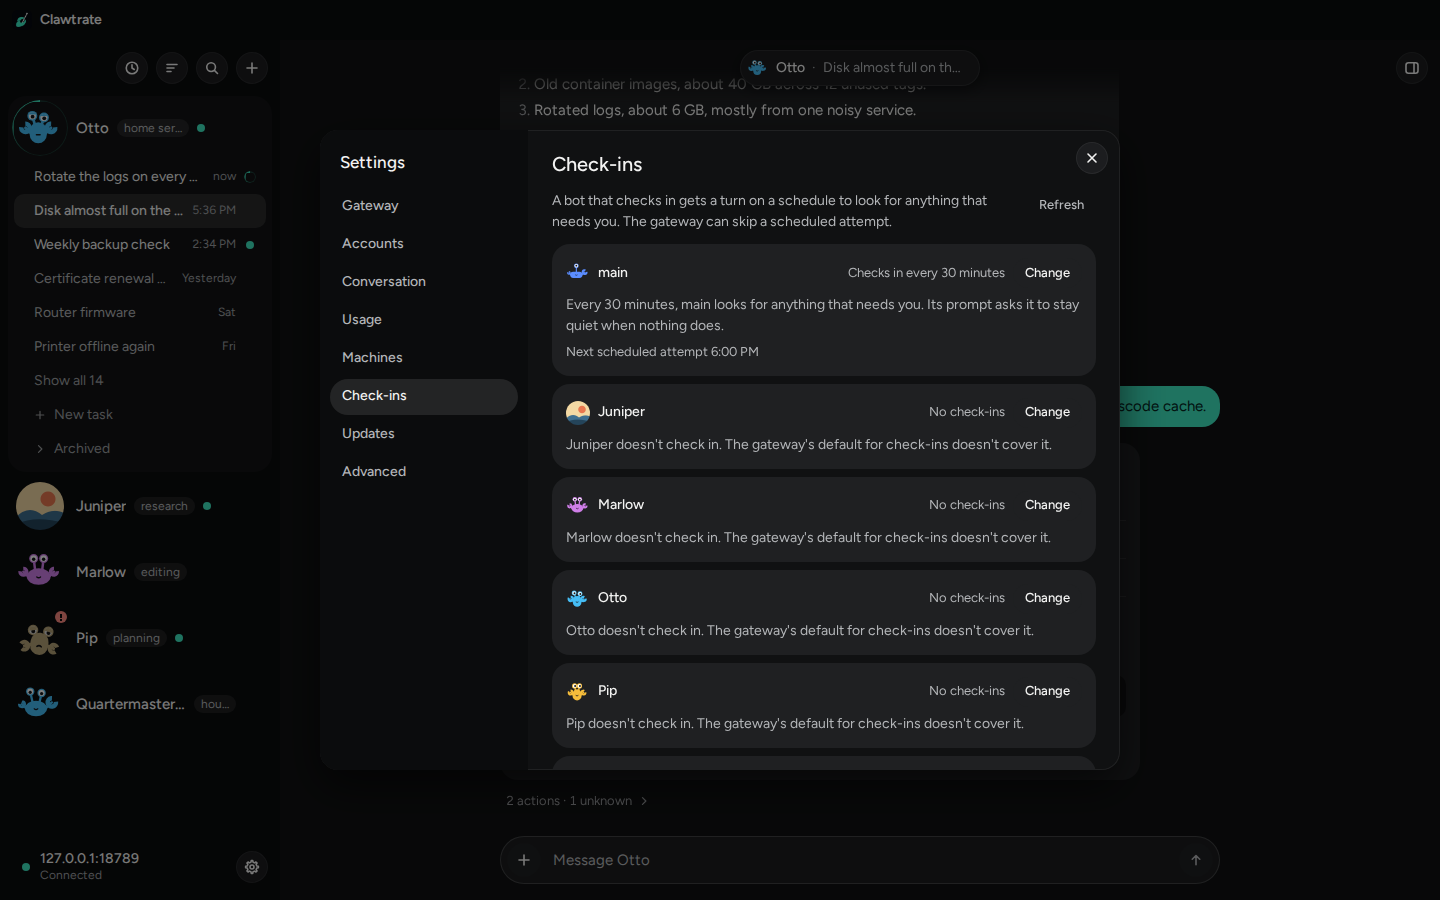 Clawtrate
Otto · Disk almost full on th...
2. Old container images, about 40 GB across 12 unused tags.
3. Rotated logs, about 6 GB, mostly from one noisy service.
Otto home ser...
Rotate the logs on every ... now
Disk almost full on the ... 5:36 PM
Weekly backup check 2:34 PM
Certificate renewal ... Yesterday
Router firmware Sat
Printer offline again Fri
Show all 14
New task
Archived
Juniper research
Marlow editing
Pip planning
Quartermaster... hou...
127.0.0.1:18789
Connected
Settings
Gateway
Accounts
Conversation
Usage
Machines
Check-ins
Updates
Advanced
Check-ins
A bot that checks in gets a turn on a schedule to look for anything that
needs you. The gateway can skip a scheduled attempt.
Refresh
main Checks in every 30 minutes Change
Every 30 minutes, main looks for anything that needs you. Its prompt asks it to stay
quiet when nothing does.
Next scheduled attempt 6:00 PM
Juniper No check-ins Change
Juniper doesn't check in. The gateway's default for check-ins doesn't cover it.
Marlow No check-ins Change
Marlow doesn't check in. The gateway's default for check-ins doesn't cover it.
Otto No check-ins Change
Otto doesn't check in. The gateway's default for check-ins doesn't cover it.
Pip No check-ins Change
Pip doesn't check in. The gateway's default for check-ins doesn't cover it.
scode cache.
2 actions · 1 unknown
Message Otto